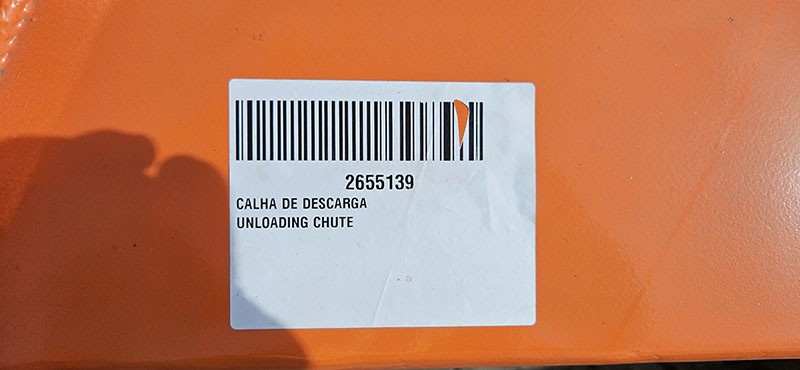 2655139
CALHA DE DESCARGA
UNLOADING CHUTE